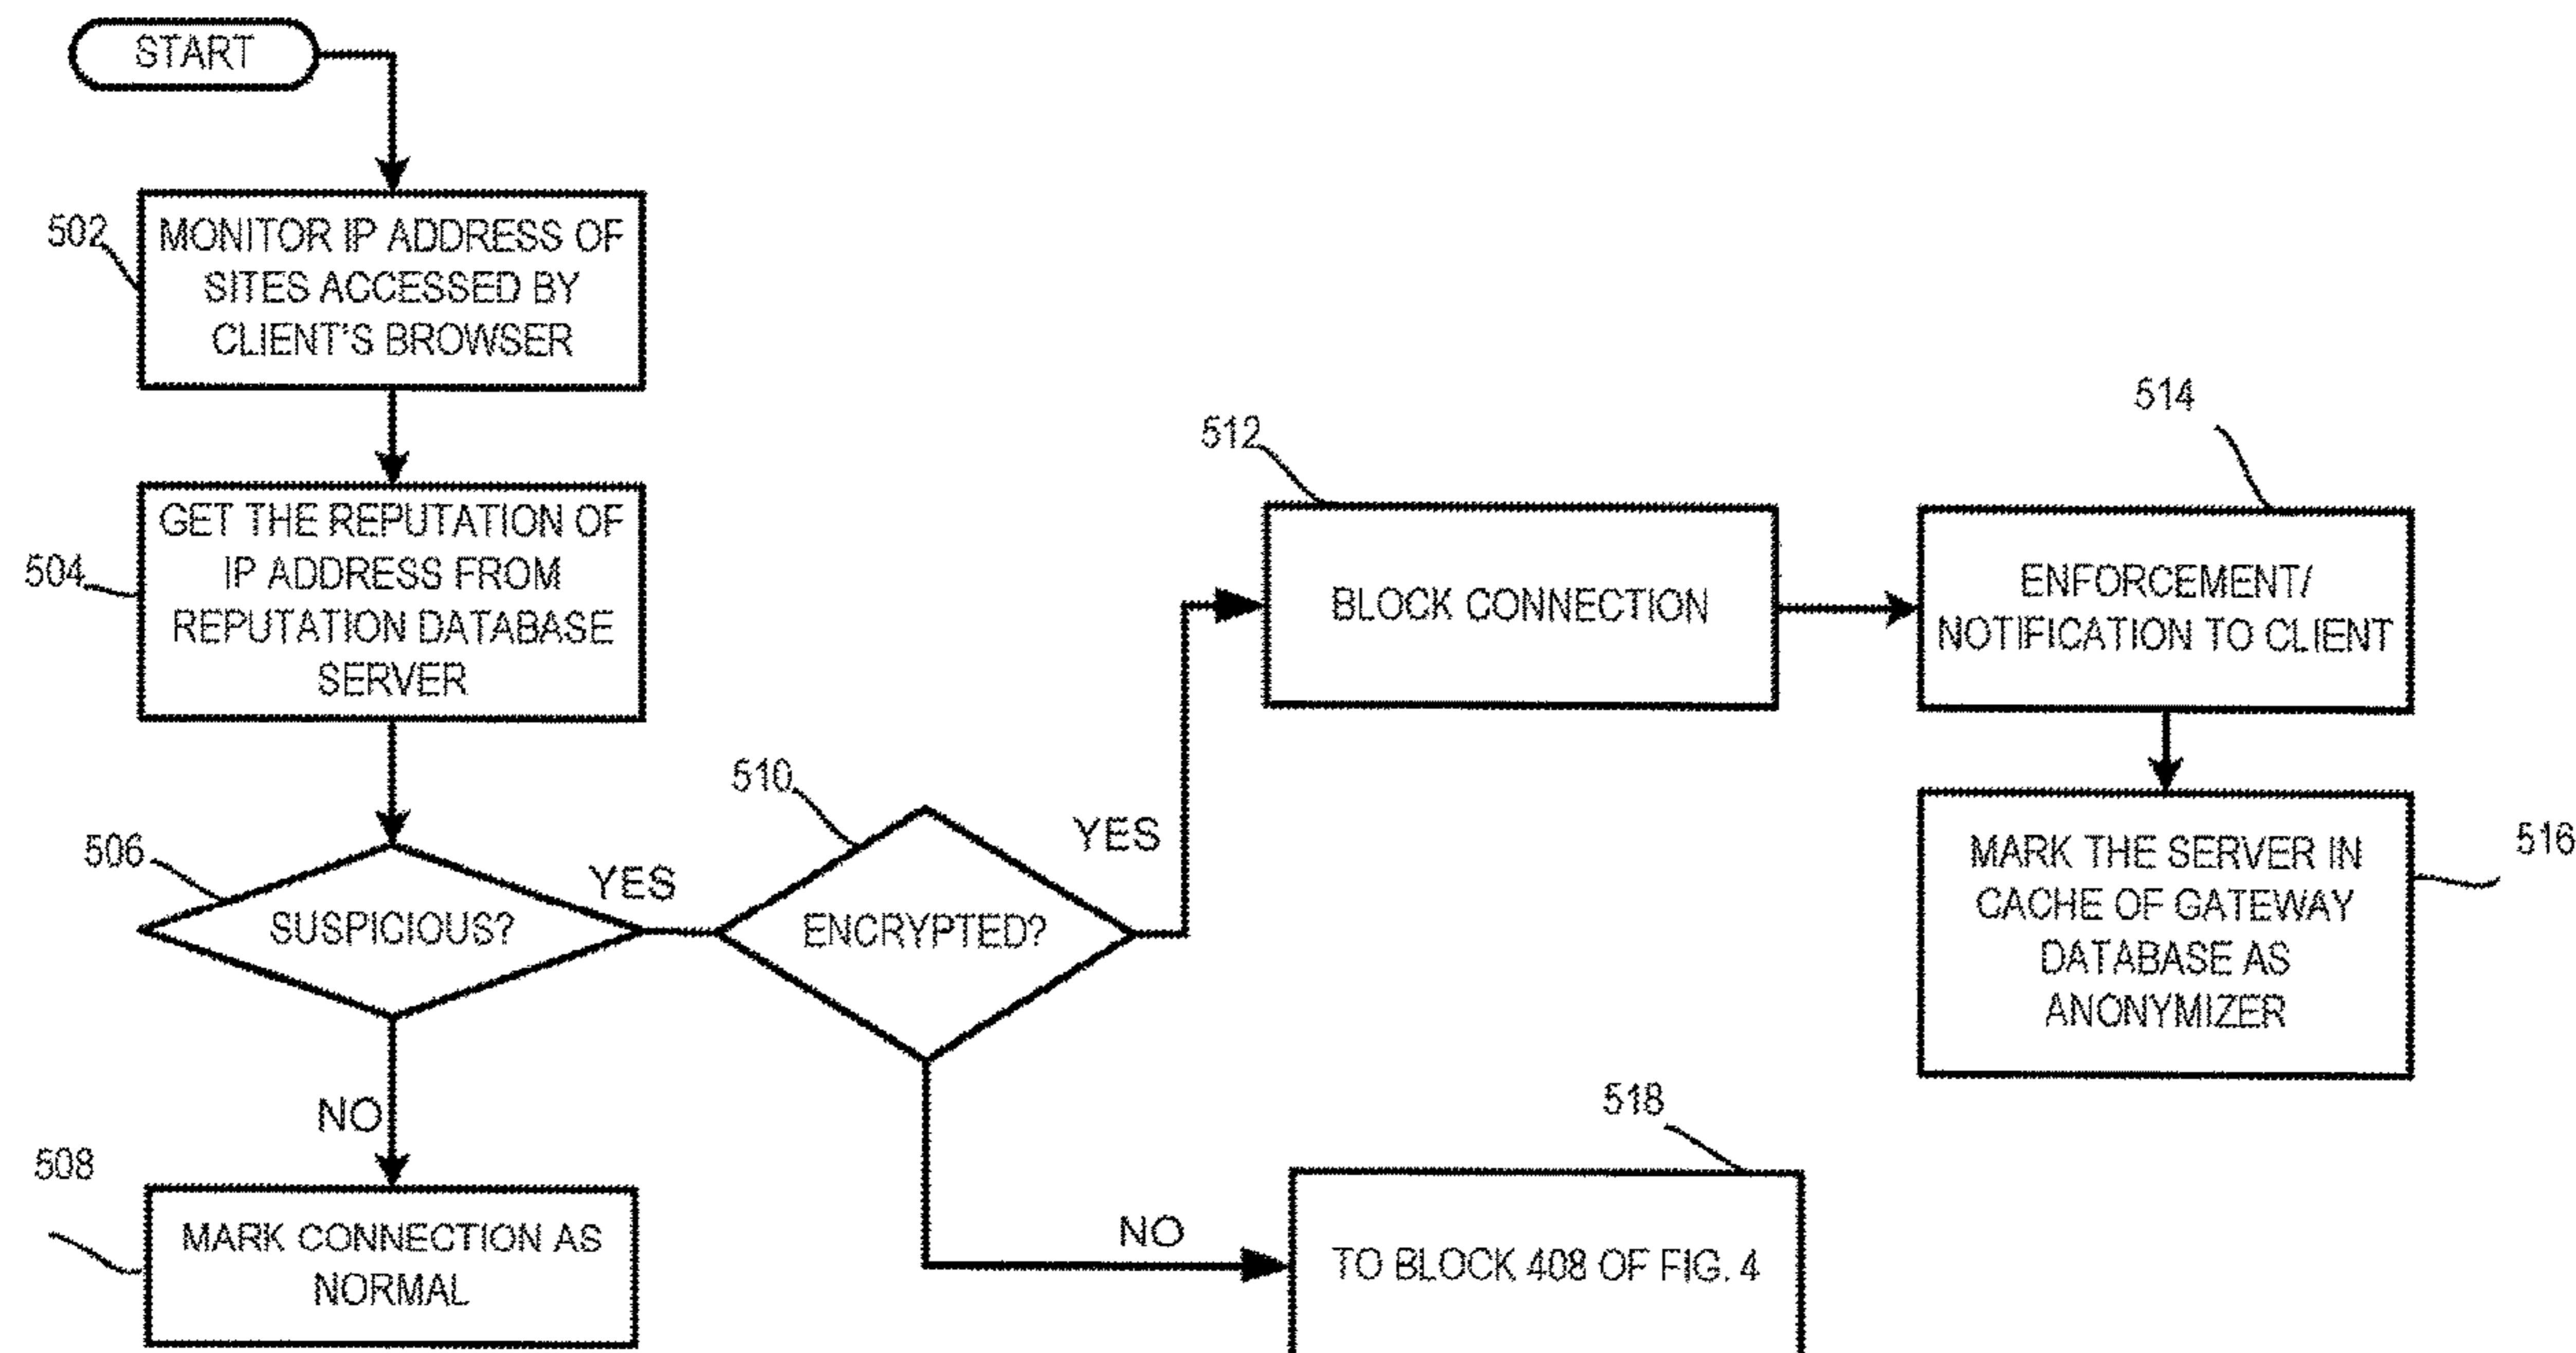 START
502
MONITOR IP ADDRESS OF
SITES ACCESSED BY
CLIENT'S BROWSER
504
GET THE REPUTATION OF
IP ADDRESS FROM
REPUTATION DATABASE
SERVER
506
SUSPICIOUS?
YES
NO
508
MARK CONNECTION AS
NORMAL
510
ENCRYPTED?
YES
NO
512
BLOCK CONNECTION
514
ENFORCEMENT/
NOTIFICATION TO CLIENT
516
MARK THE SERVER IN
CACHE OF GATEWAY
DATABASE AS
ANONYMIZER
518
TO BLOCK 408 OF FIG. 4